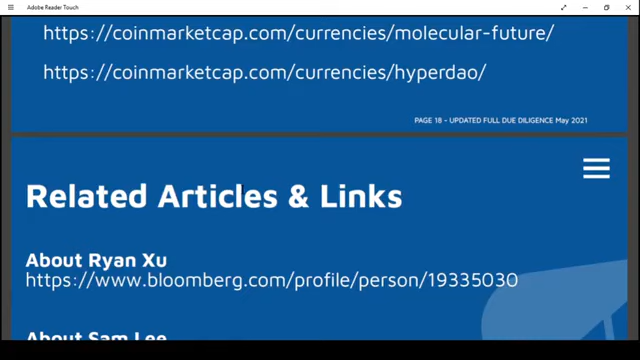 Adobe Reader Touch
https://coinmarketcap.com/currencies/molecular-future/
https://coinmarketcap.com/currencies/hyperdao/
PAGE 18 - UPDATED FULL DUE DILIGENCE May 2021
Related Articles & Links
About Ryan Xu
https://www.bloomberg.com/profile/person/19335030
About Sam Lee